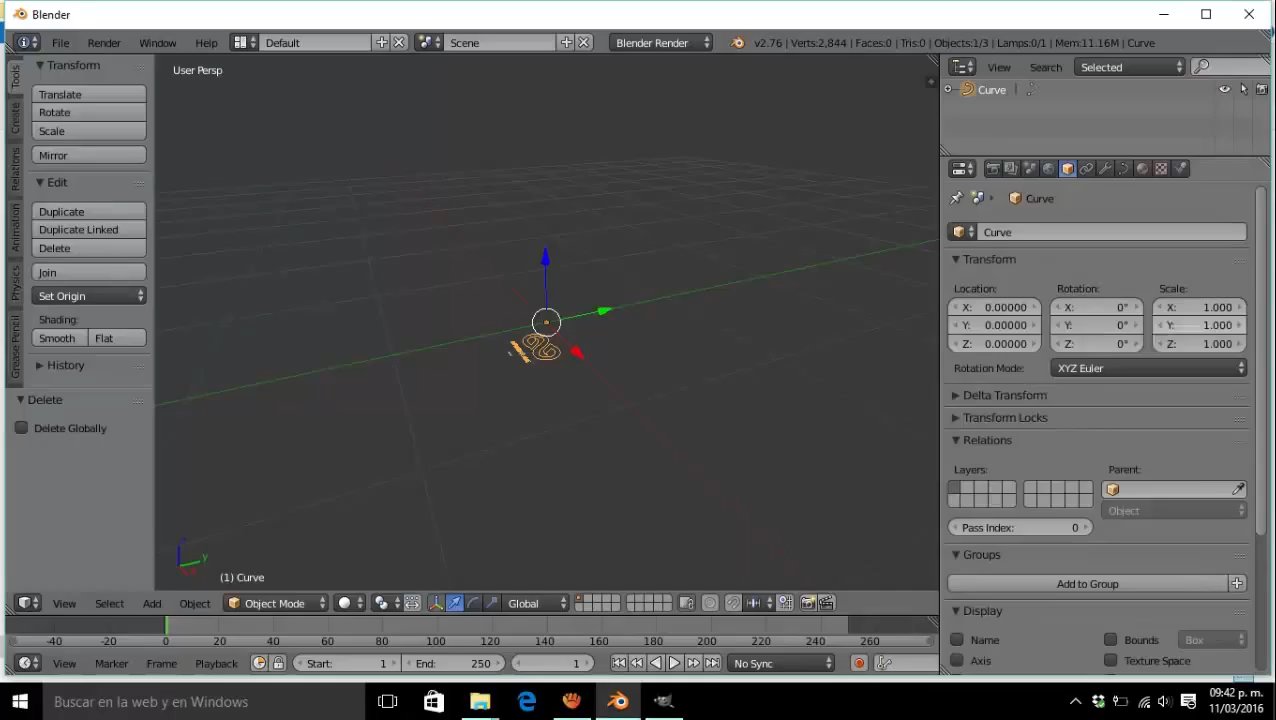 Blender
File Render Window Help Default Scene Blender Render v2.76 | Verts:2,844 | Faces:0 | Tris:0 | Objects:1/3 | Lamps:0/1 | Mem:11.16M | Curve
Tools
Create
Relations
Animation
Physics
Grease Pencil
Transform
Translate
Rotate
Scale
Mirror
Edit
Duplicate
Duplicate Linked
Delete
Join
Set Origin
Shading:
Smooth Flat
History
Delete
Delete Globally
User Persp
y
(1) Curve
View Select Add Object Object Mode Global
-40 -20 0 20 40 60 80 100 120 140 160 180 200 220 240 260
View Marker Frame Playback Start: 1 End: 250 1 No Sync
View Search Selected
Curve
Curve
Curve
Transform
Location: Rotation: Scale:
X: 0.00000 X: 0° X: 1.000
Y: 0.00000 Y: 0° Y: 1.000
Z: 0.00000 Z: 0° Z: 1.000
Rotation Mode: XYZ Euler
Delta Transform
Transform Locks
Relations
Layers: Parent:
Object
Pass Index: 0
Groups
Add to Group
Display
Name Bounds Box
Axis Texture Space
Buscar en la web y en Windows
09:42 p. m.
11/03/2016